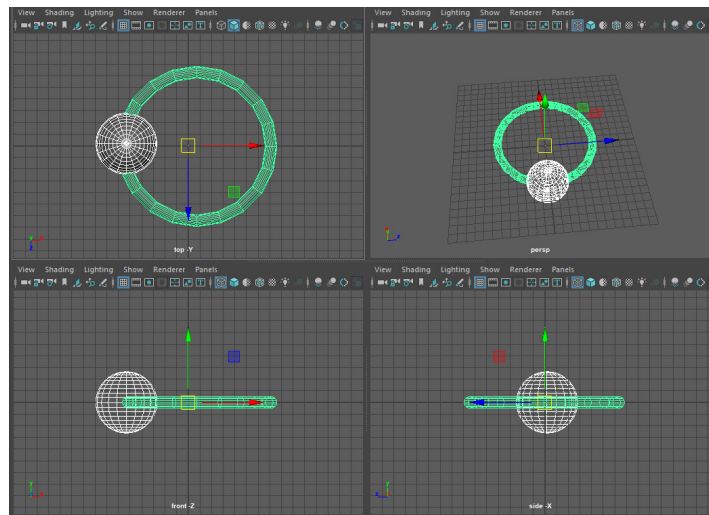 View Shading Lighting Show Renderer Panels
top -Y
View Shading Lighting Show Renderer Panels
persp
View Shading Lighting Show Renderer Panels
front -Z
View Shading Lighting Show Renderer Panels
side -X